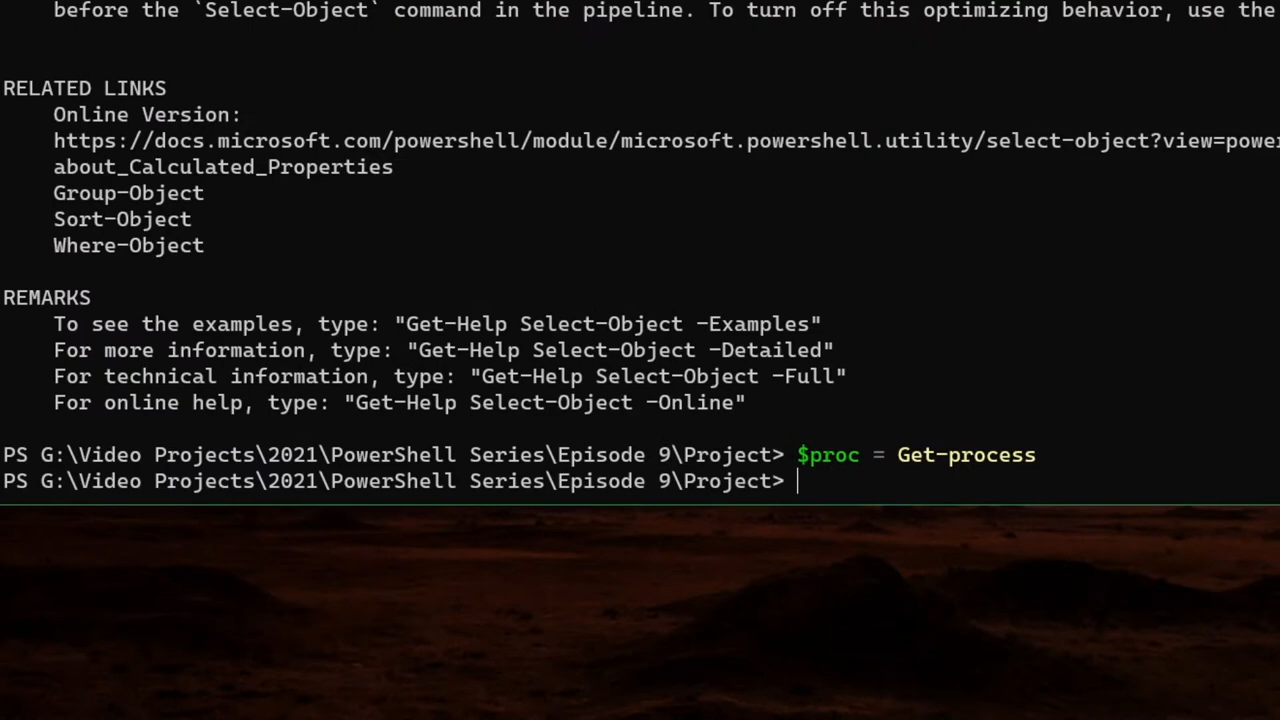 before the `Select-Object` command in the pipeline. To turn off this optimizing behavior, use the
RELATED LINKS
Online Version:
https://docs.microsoft.com/powershell/module/microsoft.powershell.utility/select-object?view=power
about_Calculated_Properties
Group-Object
Sort-Object
Where-Object
REMARKS
To see the examples, type: "Get-Help Select-Object -Examples"
For more information, type: "Get-Help Select-Object -Detailed"
For technical information, type: "Get-Help Select-Object -Full"
For online help, type: "Get-Help Select-Object -Online"
PS G:\Video Projects\2021\PowerShell Series\Episode 9\Project> $proc = Get-process
PS G:\Video Projects\2021\PowerShell Series\Episode 9\Project>